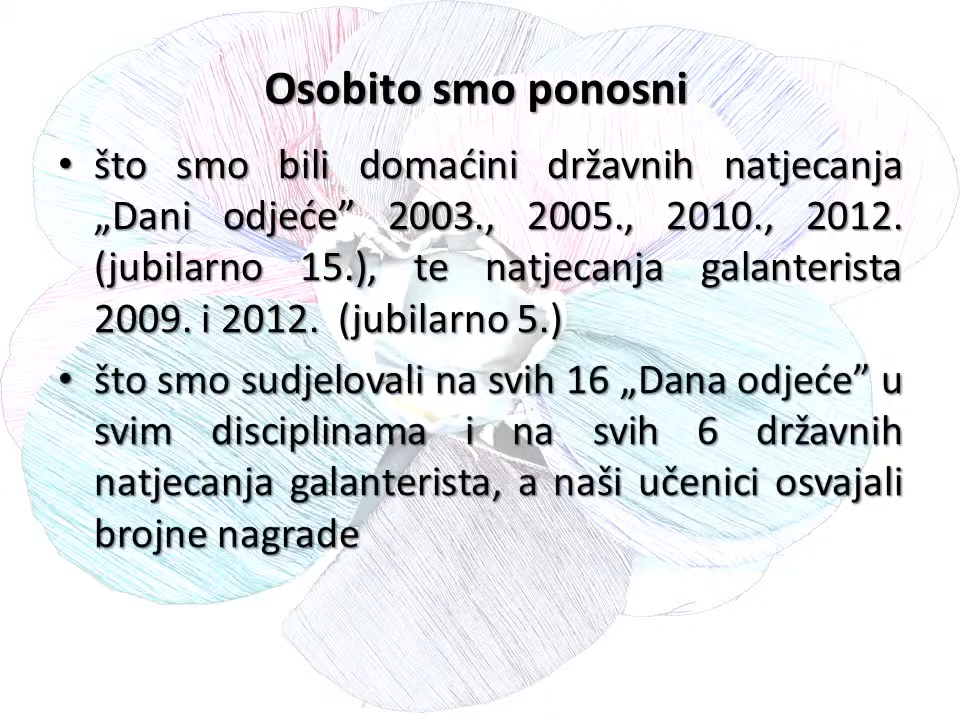 Osobito smo ponosni
• što smo bili domaćini državnih natjecanja
„Dani odjeće” 2003., 2005., 2010., 2012.
(jubilarno 15.), te natjecanja galanterista
2009. i 2012. (jubilarno 5.)
• što smo sudjelovali na svih 16 „Dana odjeće” u
svim disciplinama i na svih 6 državnih
natjecanja galanterista, a naši učenici osvajali
brojne nagrade